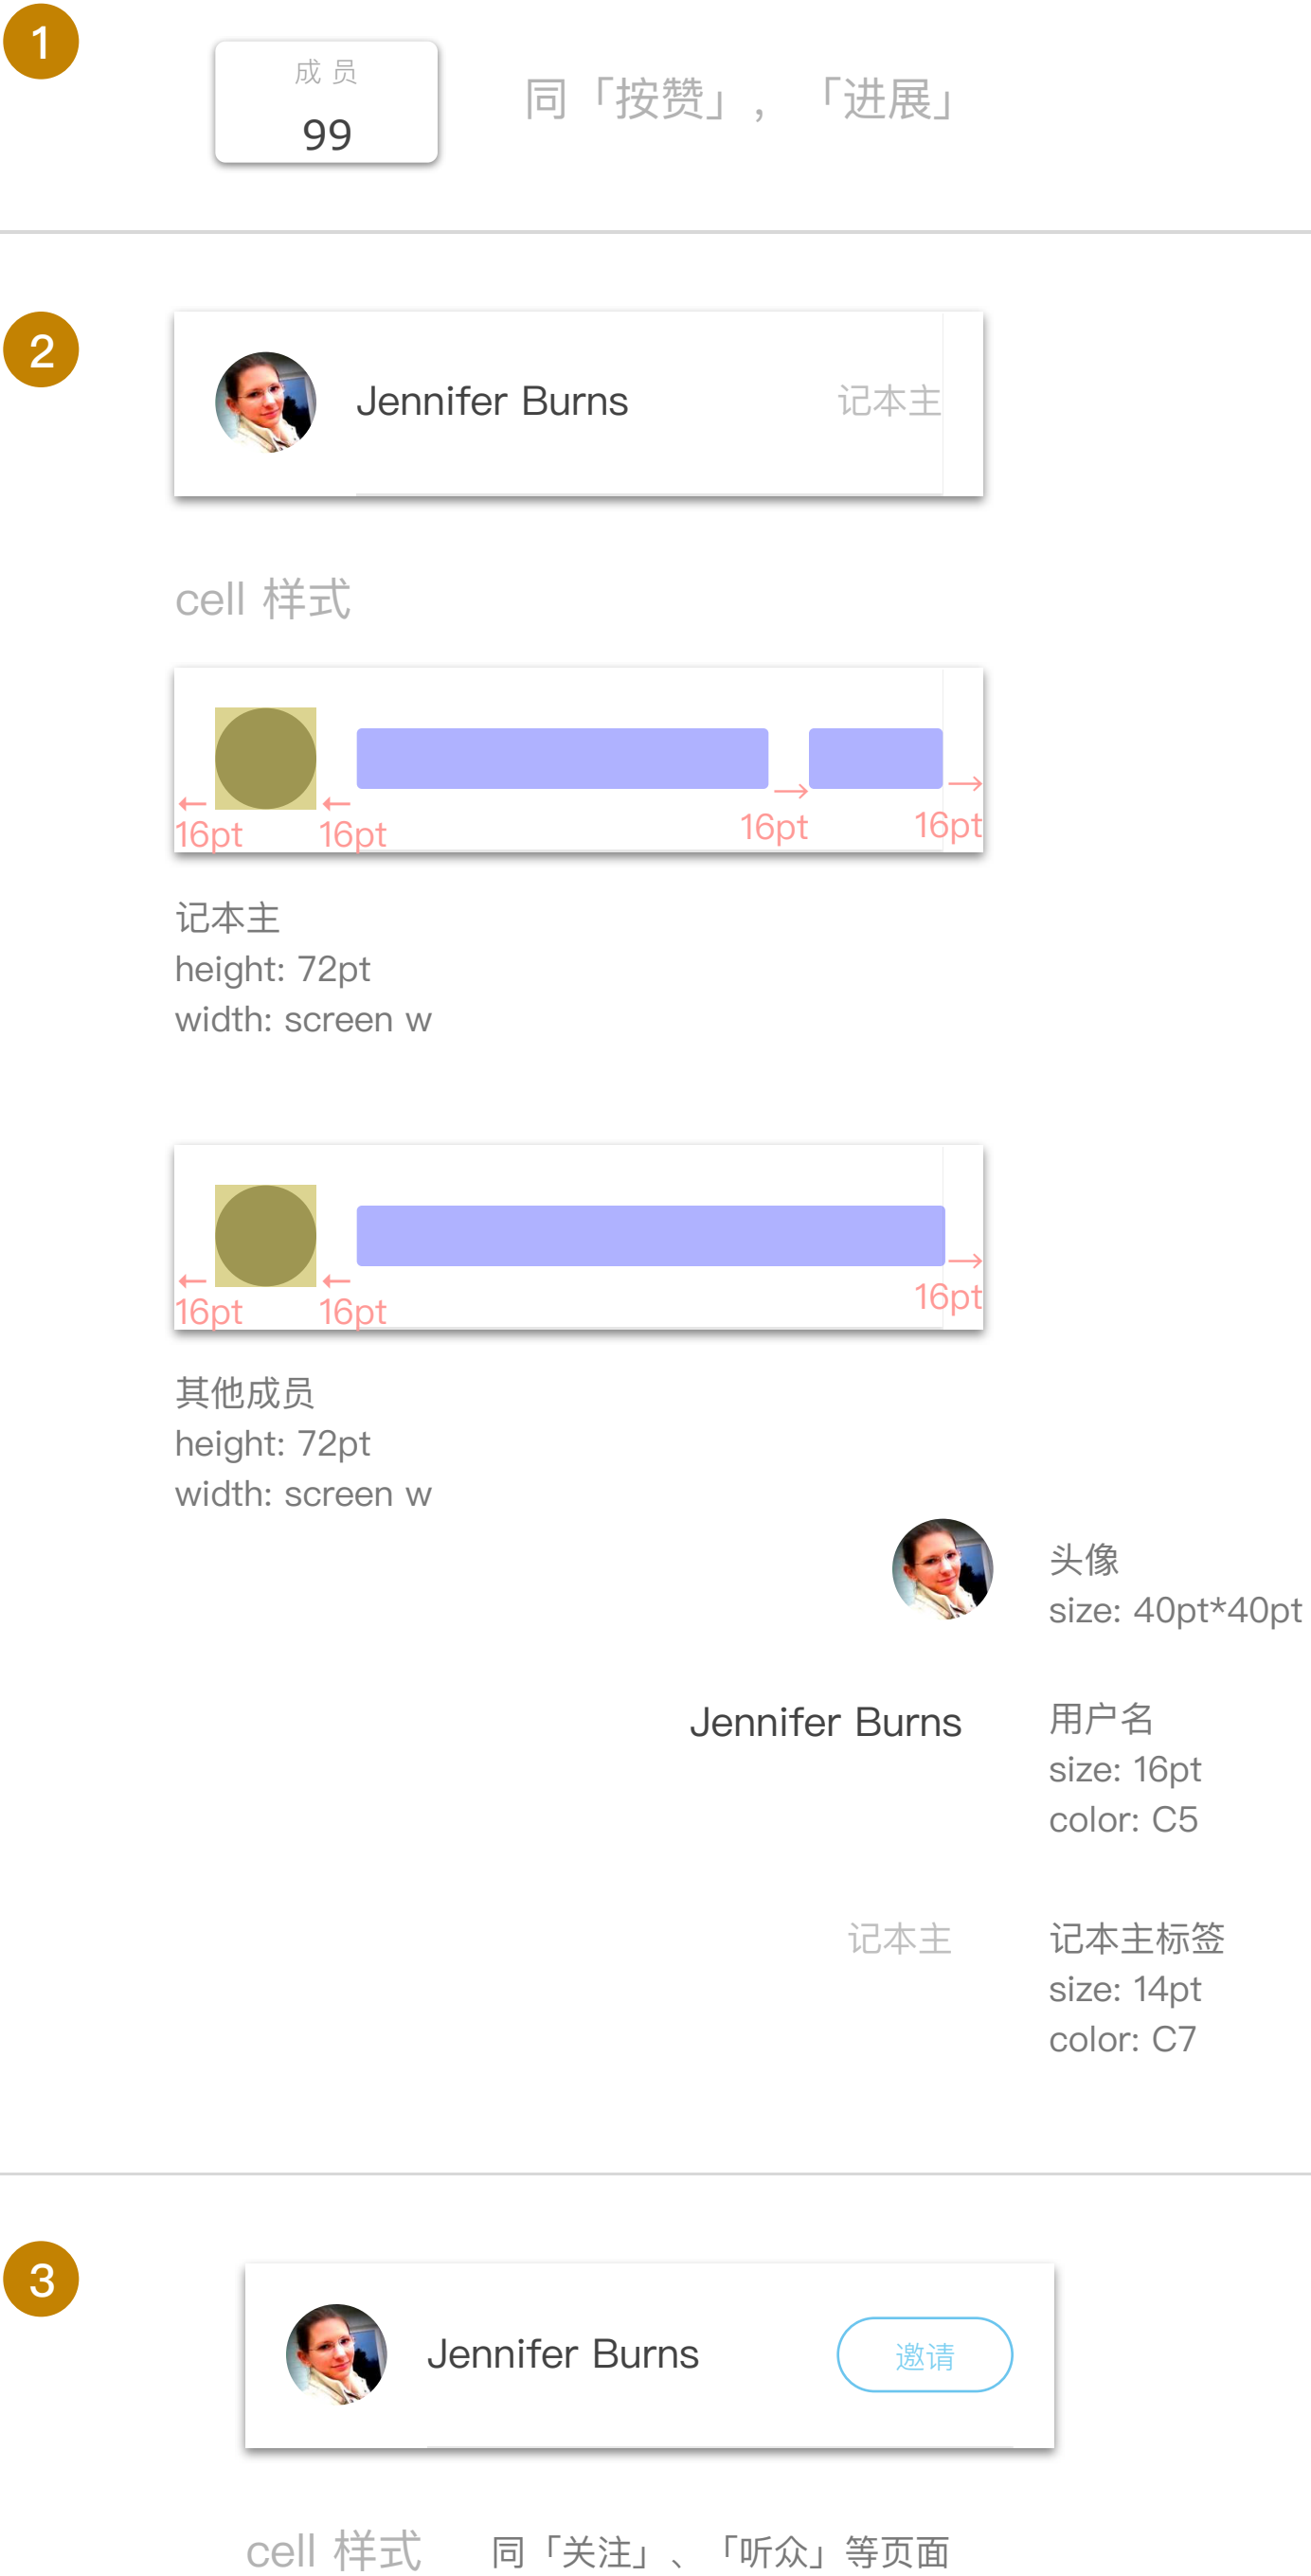 1
成 员
99
同「按赞」，「进展」
2
Jennifer Burns
记本主
cell 样式
16pt 16pt 16pt 16pt
记本主
height: 72pt
width: screen w
16pt 16pt 16pt
其他成员
height: 72pt
width: screen w
头像
size: 40pt*40pt
Jennifer Burns
用户名
size: 16pt
color: C5
记本主
记本主标签
size: 14pt
color: C7
3
Jennifer Burns
邀请
cell 样式
同「关注」、「听众」等页面